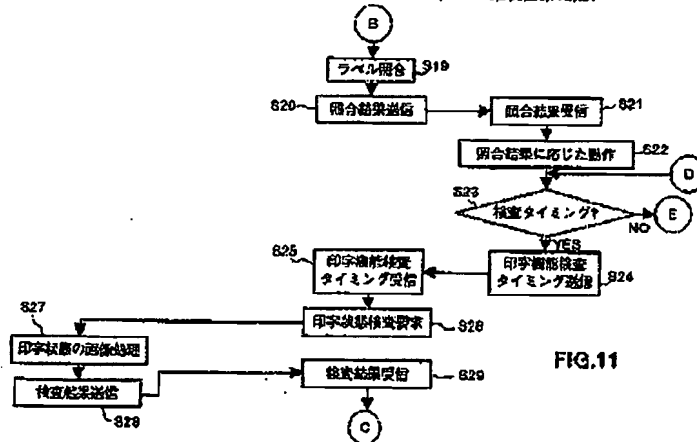 B
ラベル照合
S19
S20
照合結果送信
照合結果受信
S21
照合結果に応じた動作
S22
D
S23
検査タイミング?
NO
E
YES
S25
印字機能検査
タイミング受信
印字機能検査
タイミング送信
S24
印字状態検査要求
S26
S27
印字状態の画像処理
検査結果送信
S28
検査結果受信
S29
C
FIG.11